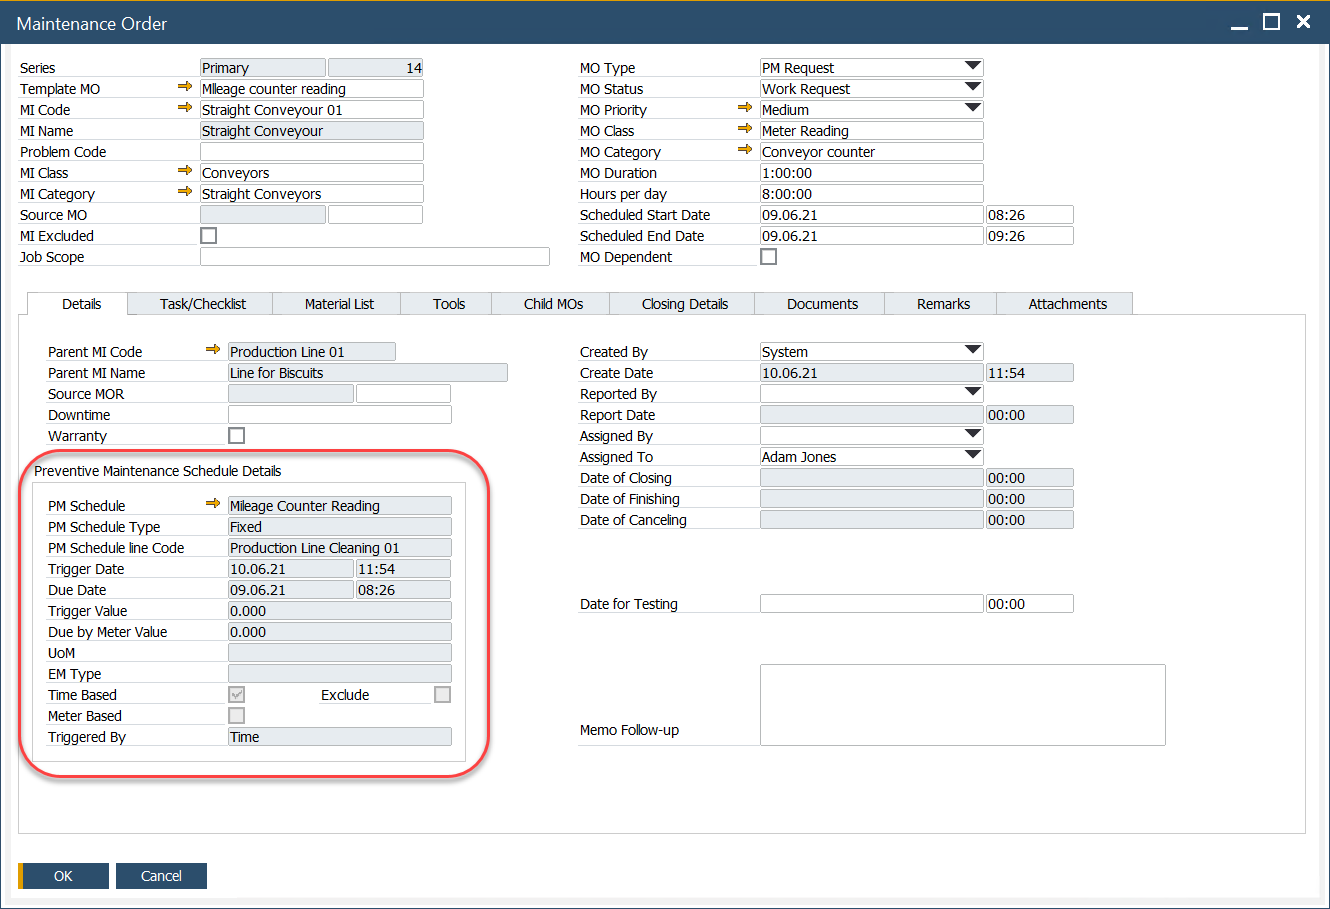 Maintenance Order
Series Primary 14
Template MO MIleage counter reading
MI Code Straight Conveyour 01
MI Name Straight Conveyour
Problem Code
MI Class Conveyors
MI Category Straight Conveyors
Source MO
MI Excluded
Job Scope
MO Type PM Request
MO Status Work Request
MO Priority Medium
MO Class Meter Reading
MO Category Conveyor counter
MO Duration 1:00:00
Hours per day 8:00:00
Scheduled Start Date 09.06.21 08:26
Scheduled End Date 09.06.21 09:26
MO Dependent
Details Task/Checklist Material List Tools Child MOs Closing Details Documents Remarks Attachments
Parent MI Code Production Line 01
Parent MI Name Line for Biscuits
Source MOR
Downtime
Warranty
Preventive Maintenance Schedule Details
PM Schedule Mileage Counter Reading
PM Schedule Type Fixed
PM Schedule line Code Production Line Cleaning 01
Trigger Date 10.06.21 11:54
Due Date 09.06.21 08:26
Trigger Value 0.000
Due by Meter Value 0.000
UoM
EM Type
Time Based Exclude
Meter Based
Triggered By Time
Created By System
Create Date 10.06.21 11:54
Reported By
Report Date 00:00
Assigned By
Assigned To Adam Jones
Date of Closing 00:00
Date of Finishing 00:00
Date of Canceling 00:00
Date for Testing 00:00
Memo Follow-up
OK Cancel